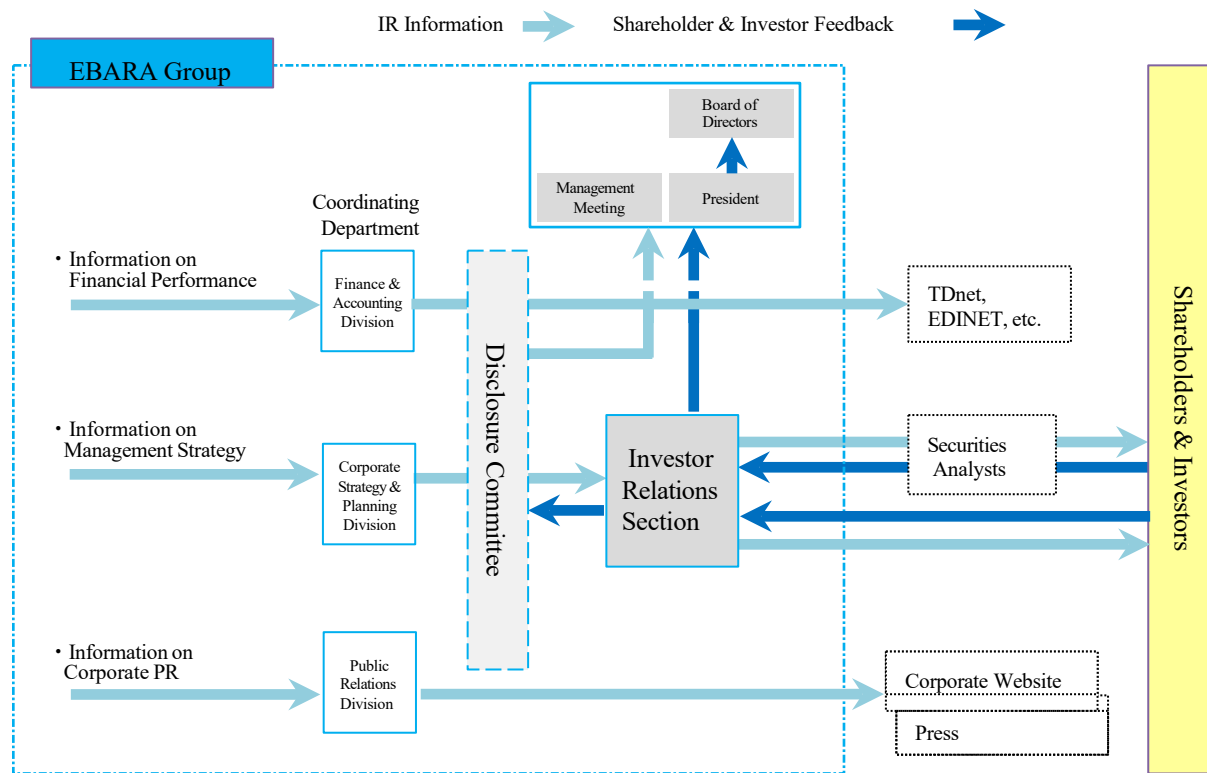 IR Information
Shareholder & Investor Feedback
EBARA Group
Board of
Directors
Management
Meeting
President
Coordinating
Department
・Information on
Financial Performance
Finance &
Accounting
Division
TDnet,
EDINET, etc.
Disclosure Committee
Shareholders & Investors
・Information on
Management Strategy
Corporate
Strategy &
Planning
Division
Investor
Relations
Section
Securities
Analysts
・Information on
Corporate PR
Public
Relations
Division
Corporate Website
Press